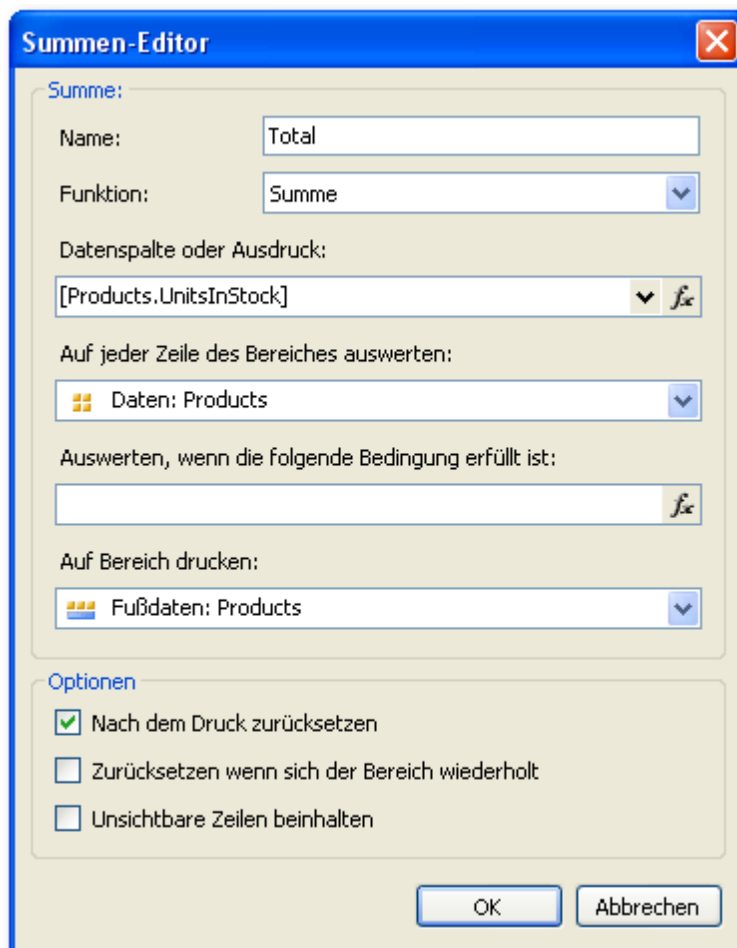 Summen-Editor
Summe:
Name: Total
Funktion: Summe
Datenspalte oder Ausdruck:
[Products.UnitsInStock] fx
Auf jeder Zeile des Bereiches auswerten:
Daten: Products
Auswerten, wenn die folgende Bedingung erfüllt ist:
fx
Auf Bereich drucken:
Fußdaten: Products
Optionen
Nach dem Druck zurücksetzen
Zurücksetzen wenn sich der Bereich wiederholt
Unsichtbare Zeilen beinhalten
OK Abbrechen